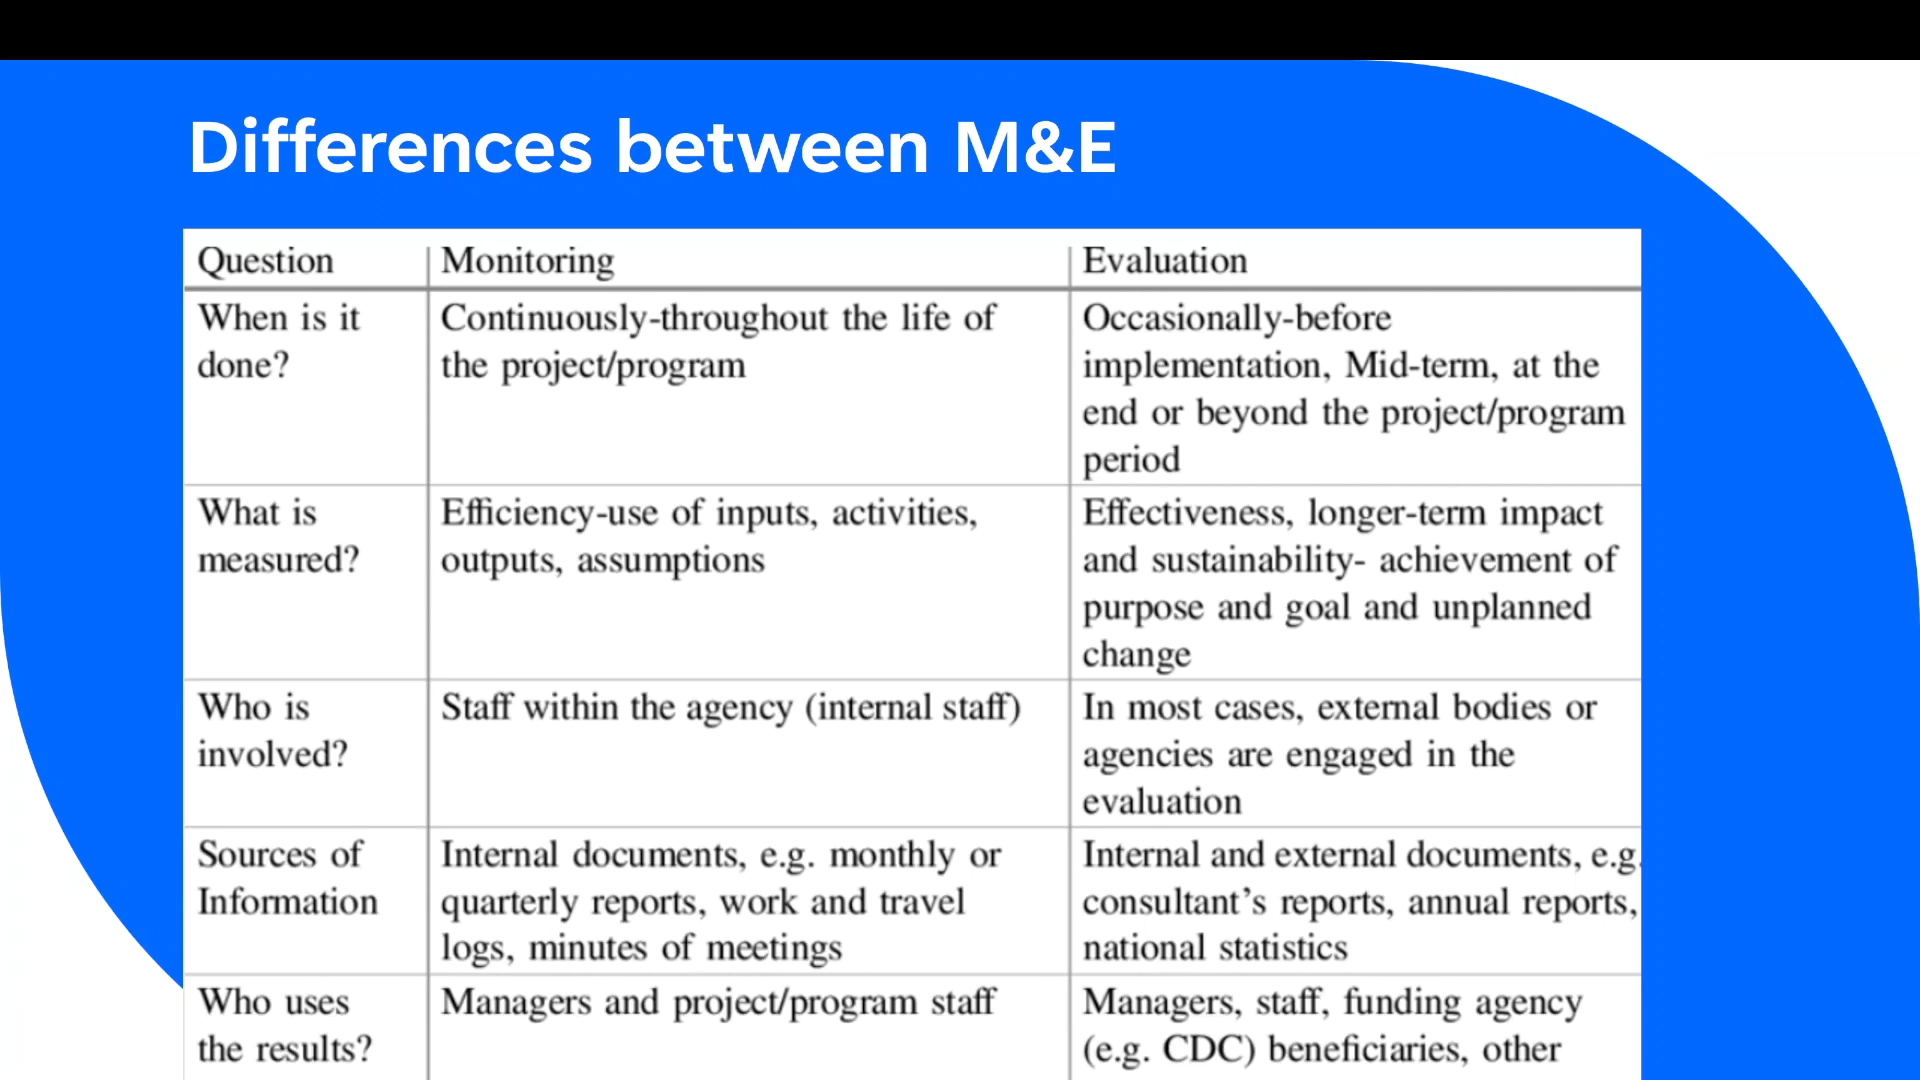 Differences between M&E
Question
Monitoring
Evaluation
When is it
done?
Continuously-throughout the life of
the project/program
Occasionally-before
implementation, Mid-term, at the
end or beyond the project/program
period
What is
measured?
Efficiency-use of inputs, activities,
outputs, assumptions
Effectiveness, longer-term impact
and sustainability- achievement of
purpose and goal and unplanned
change
Who is
involved?
Staff within the agency (internal staff)
In most cases, external bodies or
agencies are engaged in the
evaluation
Sources of
Information
Internal documents, e.g. monthly or
quarterly reports, work and travel
logs, minutes of meetings
Internal and external documents, e.g.
consultant's reports, annual reports,
national statistics
Who uses
the results?
Managers and project/program staff
Managers, staff, funding agency
(e.g. CDC) beneficiaries, other